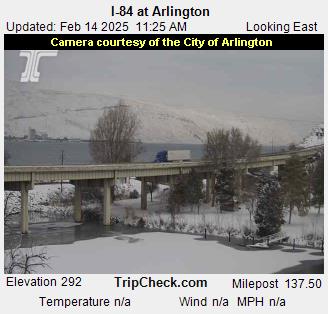 I-84 at Arlington
Updated: Feb 14 2025 11:25 AM Looking East
Camera courtesy of the City of Arlington
Elevation 292 TripCheck.com Milepost 137.50
Temperature n/a Wind n/a MPH n/a